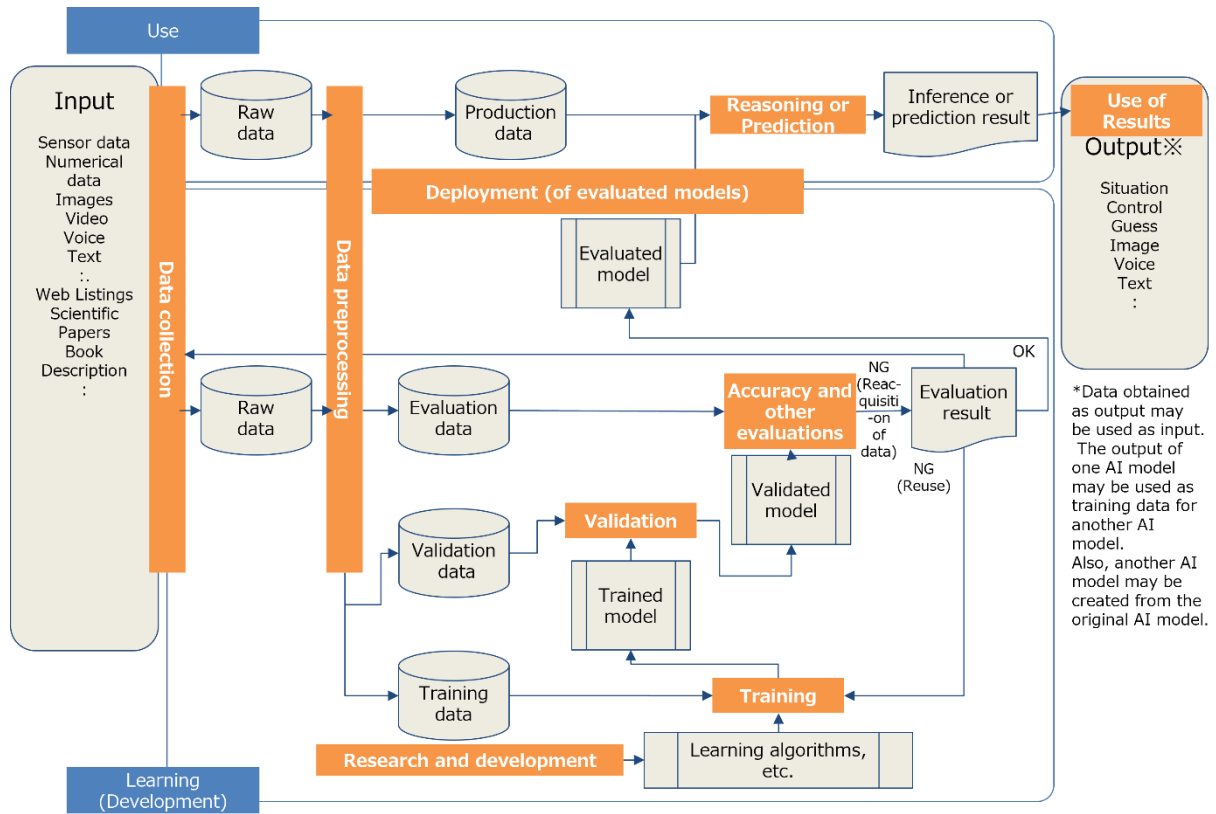 Use
Input
Sensor data
Numerical
data
Images
Video
Voice
Text
:.
Web Listings
Scientific
Papers
Book
Description
:
Data collection
Raw
data
Data preprocessing
Production
data
Reasoning or
Prediction
Inference or
prediction result
Use of
Results
Output※
Situation
Control
Guess
Image
Voice
Text
:
Deployment (of evaluated models)
Evaluated
model
OK
Raw
data
Evaluation
data
Accuracy and
other
evaluations
NG
(Reac-
quisiti
-on of
data)
Evaluation
result
NG
(Reuse)
Validated
model
Validation
Validation
data
Trained
model
Training
data
Training
Research and development
Learning algorithms,
etc.
Learning
(Development)
*Data obtained
as output may
be used as input.
The output of
one AI model
may be used as
training data for
another AI
model.
Also, another AI
model may be
created from the
original AI model.